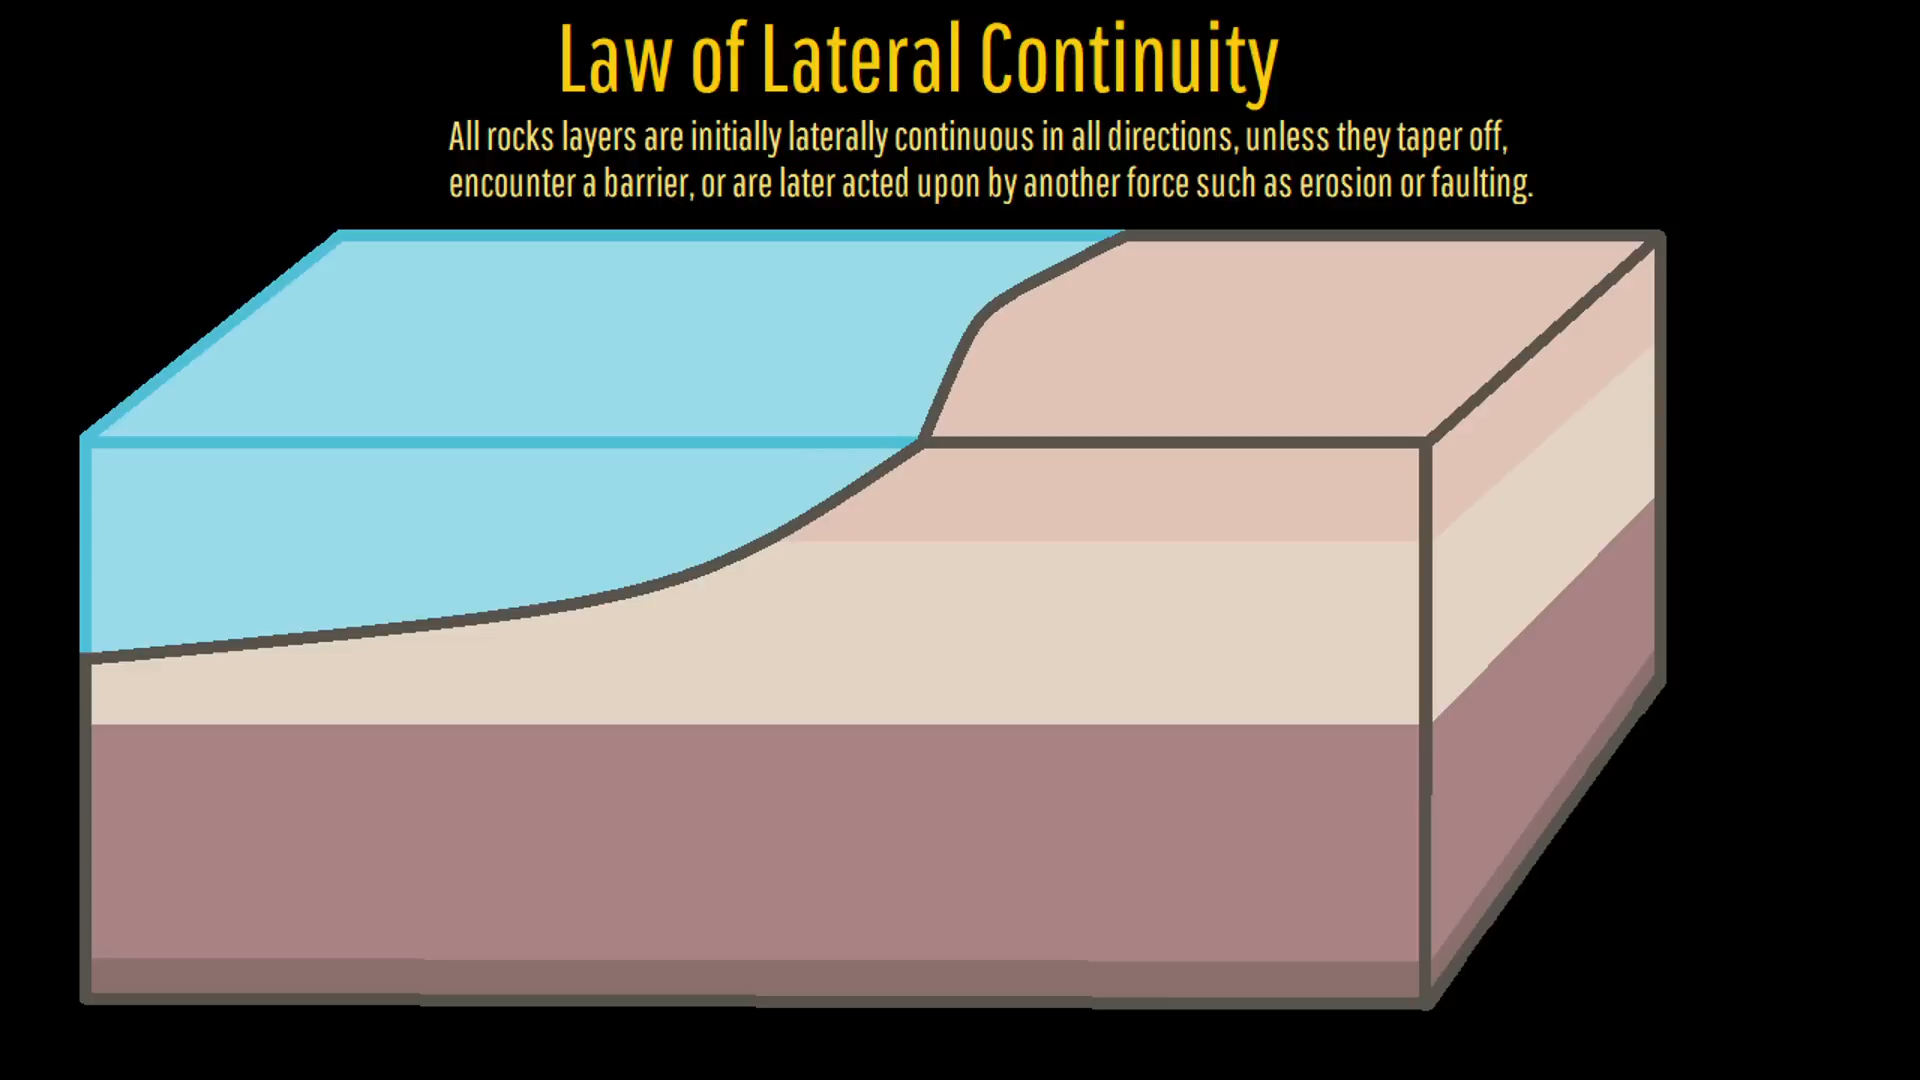 Law of Lateral Continuity
All rocks layers are initially laterally continuous in all directions, unless they taper off,
encounter a barrier, or are later acted upon by another force such as erosion or faulting.